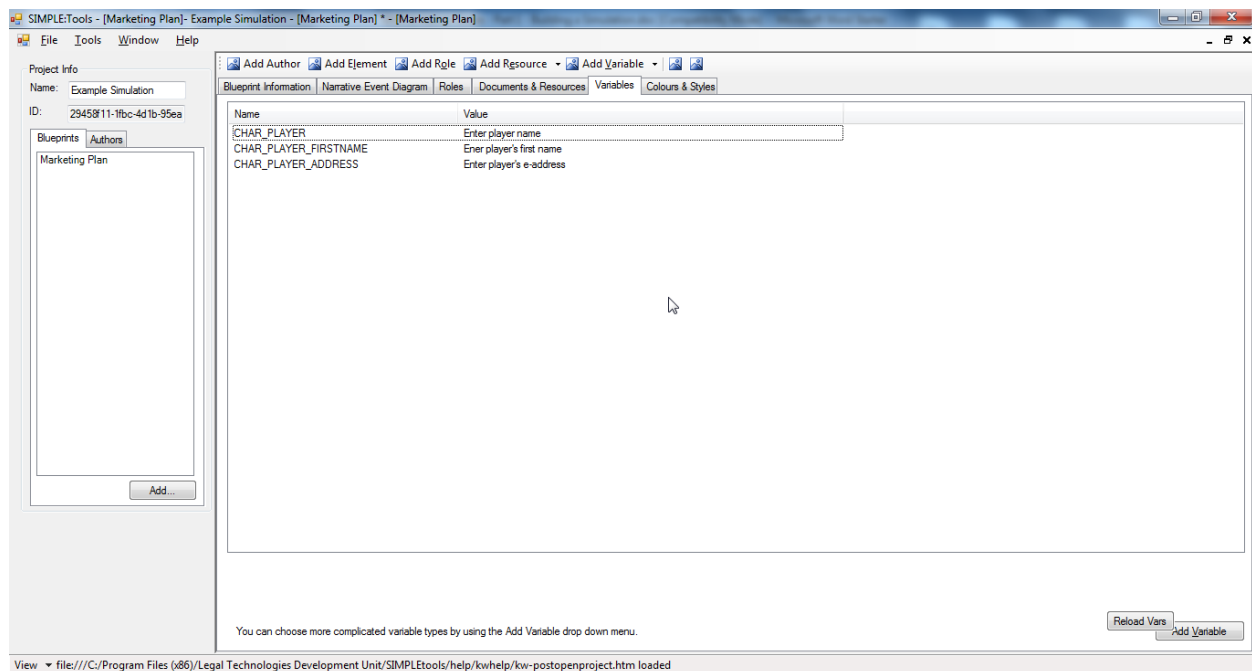 SIMPLE:Tools - [Marketing Plan]- Example Simulation - [Marketing Plan] * - [Marketing Plan]
File Tools Window Help
Project Info
Name: Example Simulation
ID: 29458f11-1fbc-4d1b-95ea
Blueprints Authors
Marketing Plan
Add...
Add Author Add Element Add Role Add Resource Add Variable
Blueprint Information Narrative Event Diagram Roles Documents & Resources Variables Colours & Styles
Name Value
CHAR_PLAYER Enter player name
CHAR_PLAYER_FIRSTNAME Ener player's first name
CHAR_PLAYER_ADDRESS Enter player's e-address
You can choose more complicated variable types by using the Add Variable drop down menu.
Reload Vars
Add Variable
View file:///C:/Program Files (x86)/Legal Technologies Development Unit/SIMPLEtools/help/kwhelp/kw-postopenproject.htm loaded